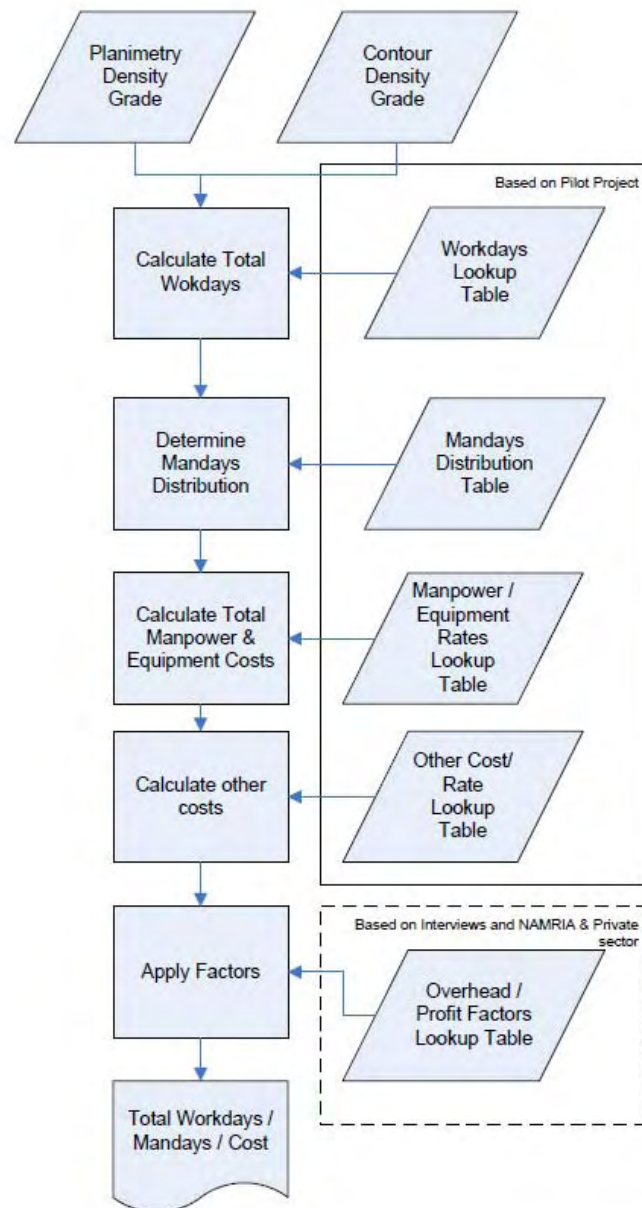 Planimetry
Density
Grade
Contour
Density
Grade
Based on Pilot Project
Calculate Total
Wokdays
Workdays
Lookup
Table
Determine
Mandays
Distribution
Mandays
Distribution
Table
Calculate Total
Manpower &
Equipment Costs
Manpower /
Equipment
Rates
Lookup
Table
Calculate other
costs
Other Cost/
Rate
Lookup
Table
Based on Interviews and NAMRIA & Private
sector
Apply Factors
Overhead /
Profit Factors
Lookup Table
Total Workdays /
Mandays / Cost